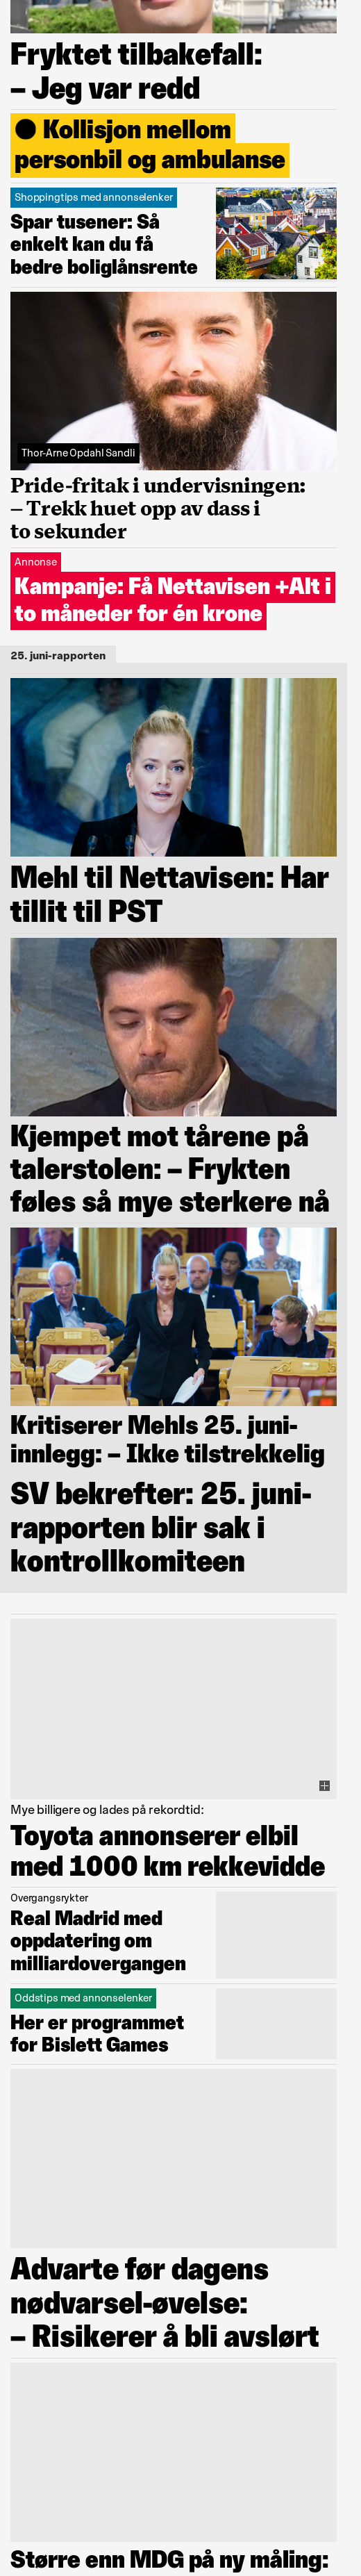 Fryktet tilbakefall:
– Jeg var redd
Kollisjon mellom
personbil og ambulanse
Shoppingtips med annonselenker
Spar tusener: Så
enkelt kan du få
bedre boliglånsrente
Thor-Arne Opdahl Sandli
Pride-fritak i undervisningen:
– Trekk huet opp av dass i
to sekunder
Annonse
Kampanje: Få Nettavisen +Alt i
to måneder for én krone
25. juni-rapporten
Mehl til Nettavisen: Har
tillit til PST
Kjempet mot tårene på
talerstolen: – Frykten
føles så mye sterkere nå
Kritiserer Mehls 25. juni-
innlegg: – Ikke tilstrekkelig
SV bekrefter: 25. juni-
rapporten blir sak i
kontrollkomiteen
Mye billigere og lades på rekordtid:
Toyota annonserer elbil
med 1000 km rekkevidde
Overgangsrykter
Real Madrid med
oppdatering om
milliardovergangen
Oddstips med annonselenker
Her er programmet
for Bislett Games
Advarte før dagens
nødvarsel-øvelse:
– Risikerer å bli avslørt
Større enn MDG på ny måling: